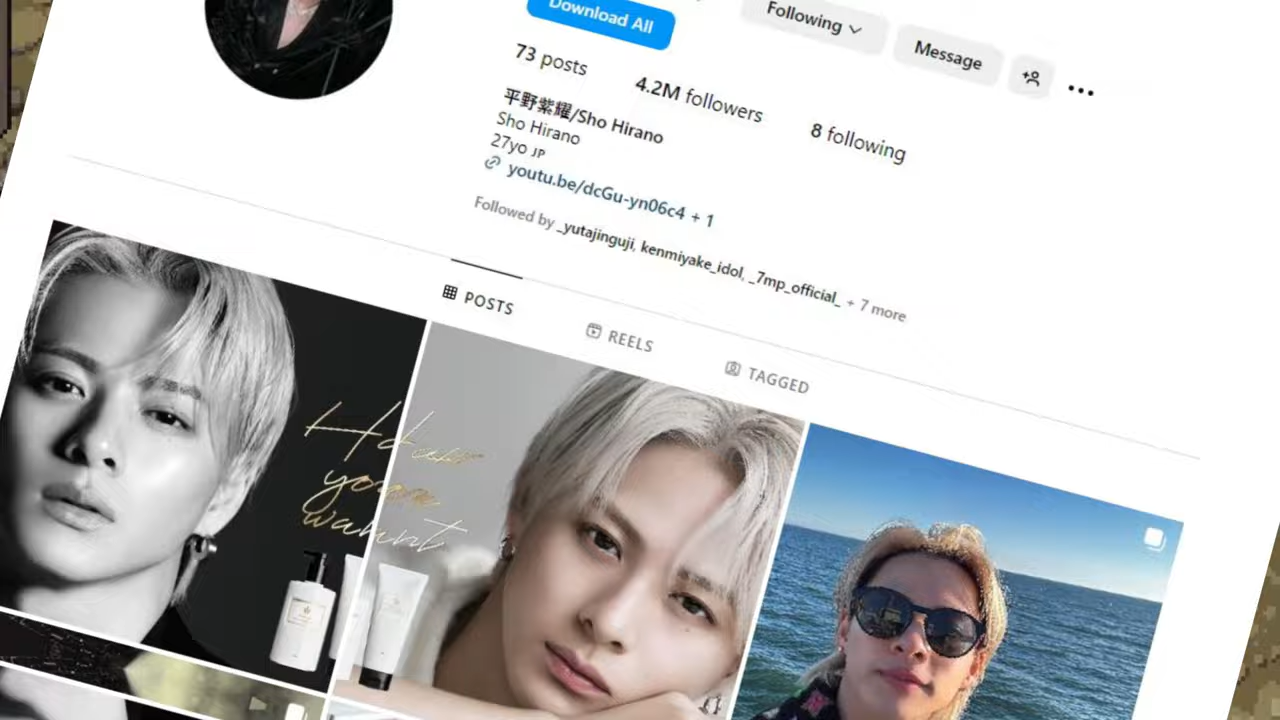 Download All
Following
Message
73 posts
4.2M followers
8 following
平野紫耀/Sho Hirano
Sho Hirano
27yo JP
youtu.be/dcGu-yn06c4 + 1
Followed by _yutajinguji, kenmiyake_idol, _7mp_official_ + 7 more
POSTS
REELS
TAGGED